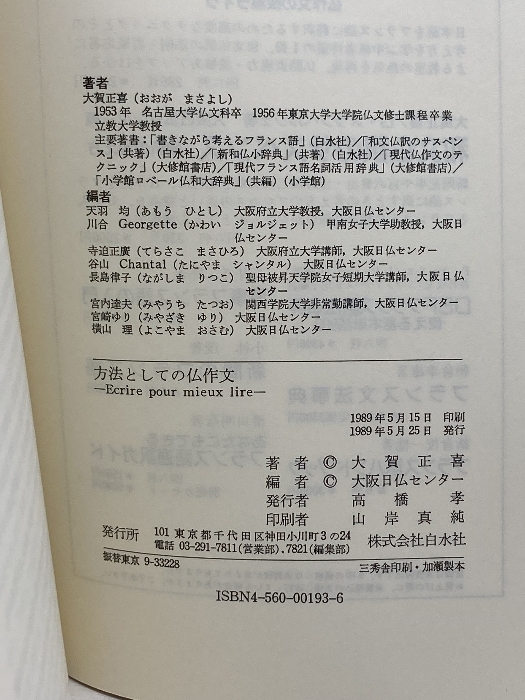 著者
大賀正喜(おおが まさよし)
1953年 名古屋大学仏文科卒 1956年東京大学大学院仏文修士課程卒業
立教大学教授
主要著書:「書きながら考えるフランス語」(白水社)/「和文仏訳のサスペン
ス」(共著)(白水社)/「新和仏小辞典」(共著)(白水社)/「現代仏作文のテ
クニック」(大修館書店)/「現代フランス語名詞活用辞典」(大修館書店)/
「小学館ロベール仏和大辞典」(共編)(小学館)
編者
天羽 均(あもう ひとし) 大阪府立大学教授,大阪日仏センター
川合 Georgette(かわい ジョルジェット) 甲南女子大学助教授,大阪日
仏センター
寺迫正廣(てらさこ まさひろ) 大阪府立大学講師,大阪日仏センター
谷山 Chantal(たにやま シャンタル) 大阪日仏センター
長島律子(ながしま りつこ) 聖母被昇天学院女子短期大学講師,大阪日仏
センター
宮内達夫(みやうち たつお) 関西学院大学非常勤講師,大阪日仏センター
宮崎ゆり(みやざき ゆり) 大阪日仏センター
横山 理(よこやま おさむ) 大阪日仏センター
方法としての仏作文
—Ecrire pour mieux lire—
1989年5月15日 印刷
1989年5月25日 発行
著者 © 大賀正喜
編者 © 大阪日仏センター
発行者 高橋孝
印刷者 山岸真純
発行所 101 東京都千代田区神田小川町3の24
電話 03-291-7811(営業部),7821(編集部) 株式会社白水社
振替東京 9-33228
三秀舎印刷・加瀬製本
ISBN4-560-00193-6